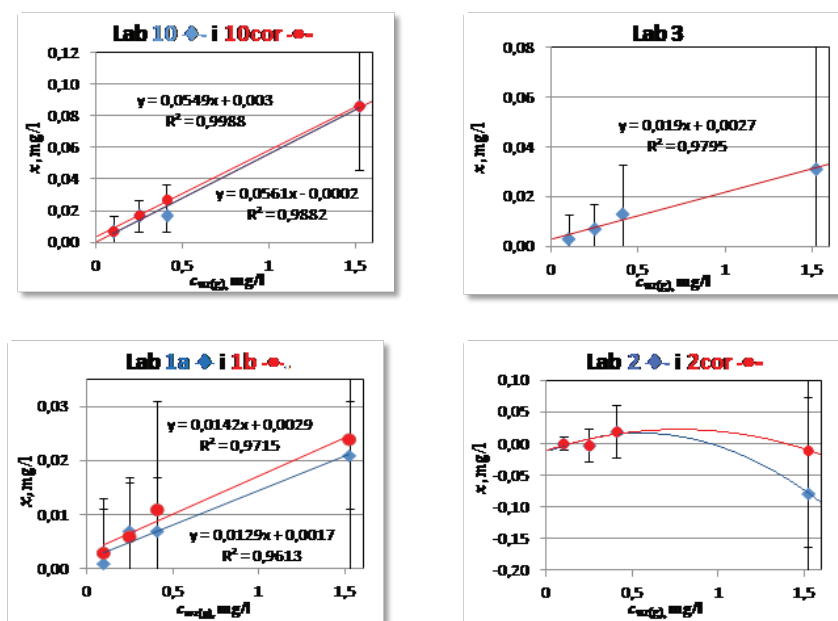 Lab 10 i 10cor
0,12
0,10
0,08
0,06
0,04
0,02
0,00
x, mg/l
y = 0,0549x + 0,003
R² = 0,9988
y = 0,0561x - 0,0002
R² = 0,9882
0 0,5 1 1,5
mg/l
Lab 3
0,08
0,06
0,04
0,02
0,00
x, mg/l
y = 0,019x + 0,0027
R² = 0,9795
0 0,5 1 1,5
mg/l
Lab 1a i 1b
0,03
0,02
0,01
0,00
x, mg/l
y = 0,0142x + 0,0029
R² = 0,9715
y = 0,0129x + 0,0017
R² = 0,9613
0 0,5 1 1,5
mg/l
Lab 2 i 2cor
0,10
0,05
0,00
-0,05
-0,10
-0,15
-0,20
x, mg/l
0 0,5 1 1,5
mg/l